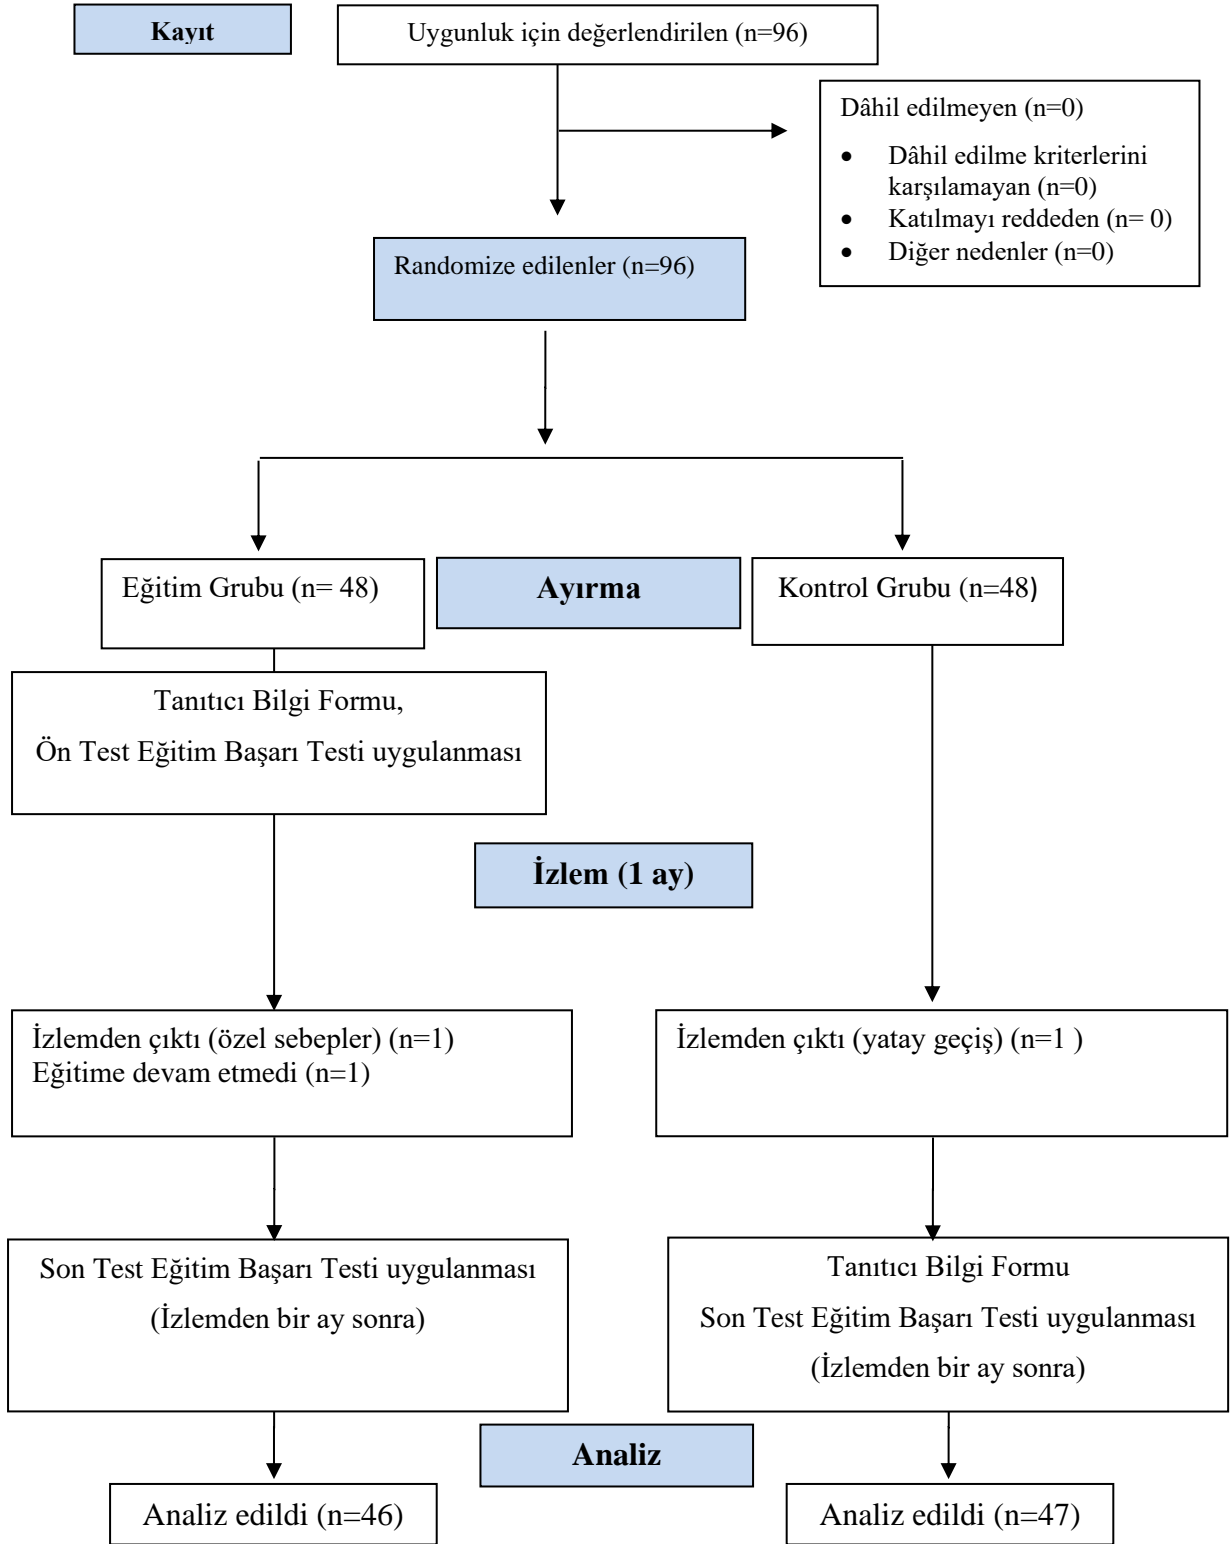 Kayıt
Uygunluk için değerlendirilen (n=96)
Dâhil edilmeyen (n=0)
• Dâhil edilme kriterlerini
karşılamayan (n=0)
• Katılmayı reddeden (n= 0)
• Diğer nedenler (n=0)
Randomize edilenler (n=96)
Eğitim Grubu (n= 48)
Ayırma
Kontrol Grubu (n=48)
Tanıtıcı Bilgi Formu,
Ön Test Eğitim Başarı Testi uygulanması
İzlem (1 ay)
İzlemden çıktı (özel sebepler) (n=1)
Eğitime devam etmedi (n=1)
İzlemden çıktı (yatay geçiş) (n=1 )
Son Test Eğitim Başarı Testi uygulanması
(İzlemden bir ay sonra)
Tanıtıcı Bilgi Formu
Son Test Eğitim Başarı Testi uygulanması
(İzlemden bir ay sonra)
Analiz
Analiz edildi (n=46)
Analiz edildi (n=47)